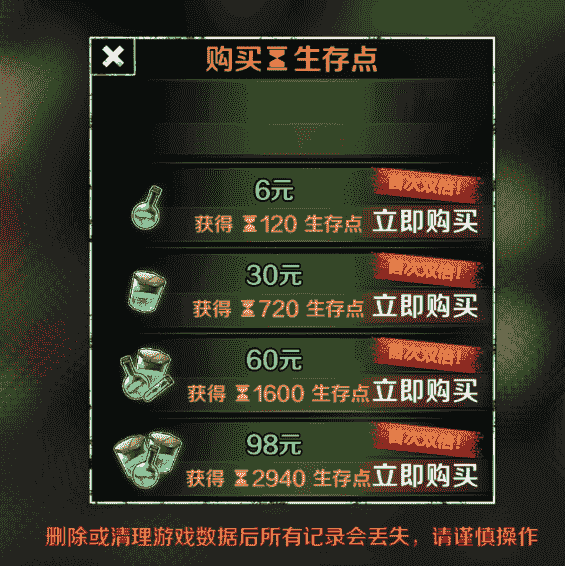 购买生存点
6元
首次双倍!
获得 120 生存点
立即购买
30元
首次双倍!
获得 720 生存点
立即购买
60元
首次双倍!
获得 1600 生存点
立即购买
98元
首次双倍!
获得 2940 生存点
立即购买
删除或清理游戏数据后所有记录会丢失，请谨慎操作